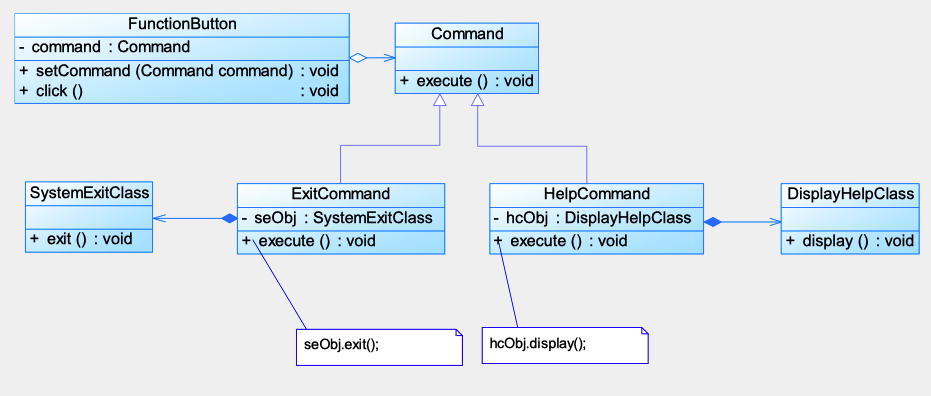 FunctionButton
- command : Command
+ setCommand (Command command) : void
+ click () : void
Command
+ execute () : void
SystemExitClass
+ exit () : void
ExitCommand
- seObj : SystemExitClass
+ execute () : void
HelpCommand
- hcObj : DisplayHelpClass
+ execute () : void
DisplayHelpClass
+ display () : void
seObj.exit();
hcObj.display();